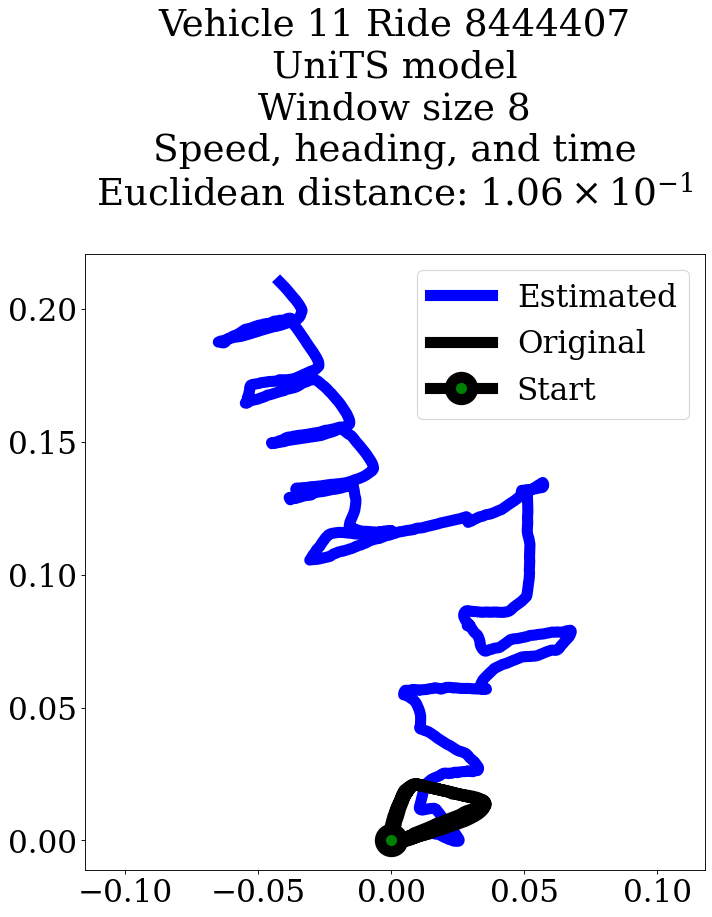 Vehicle 11 Ride 8444407
UniTS model
Window size 8
Speed, heading, and time
Euclidean distance: 1.06 × 10⁻¹
Estimated
Original
Start
0.20
0.15
0.10
0.05
0.00
−0.10 −0.05 0.00 0.05 0.10